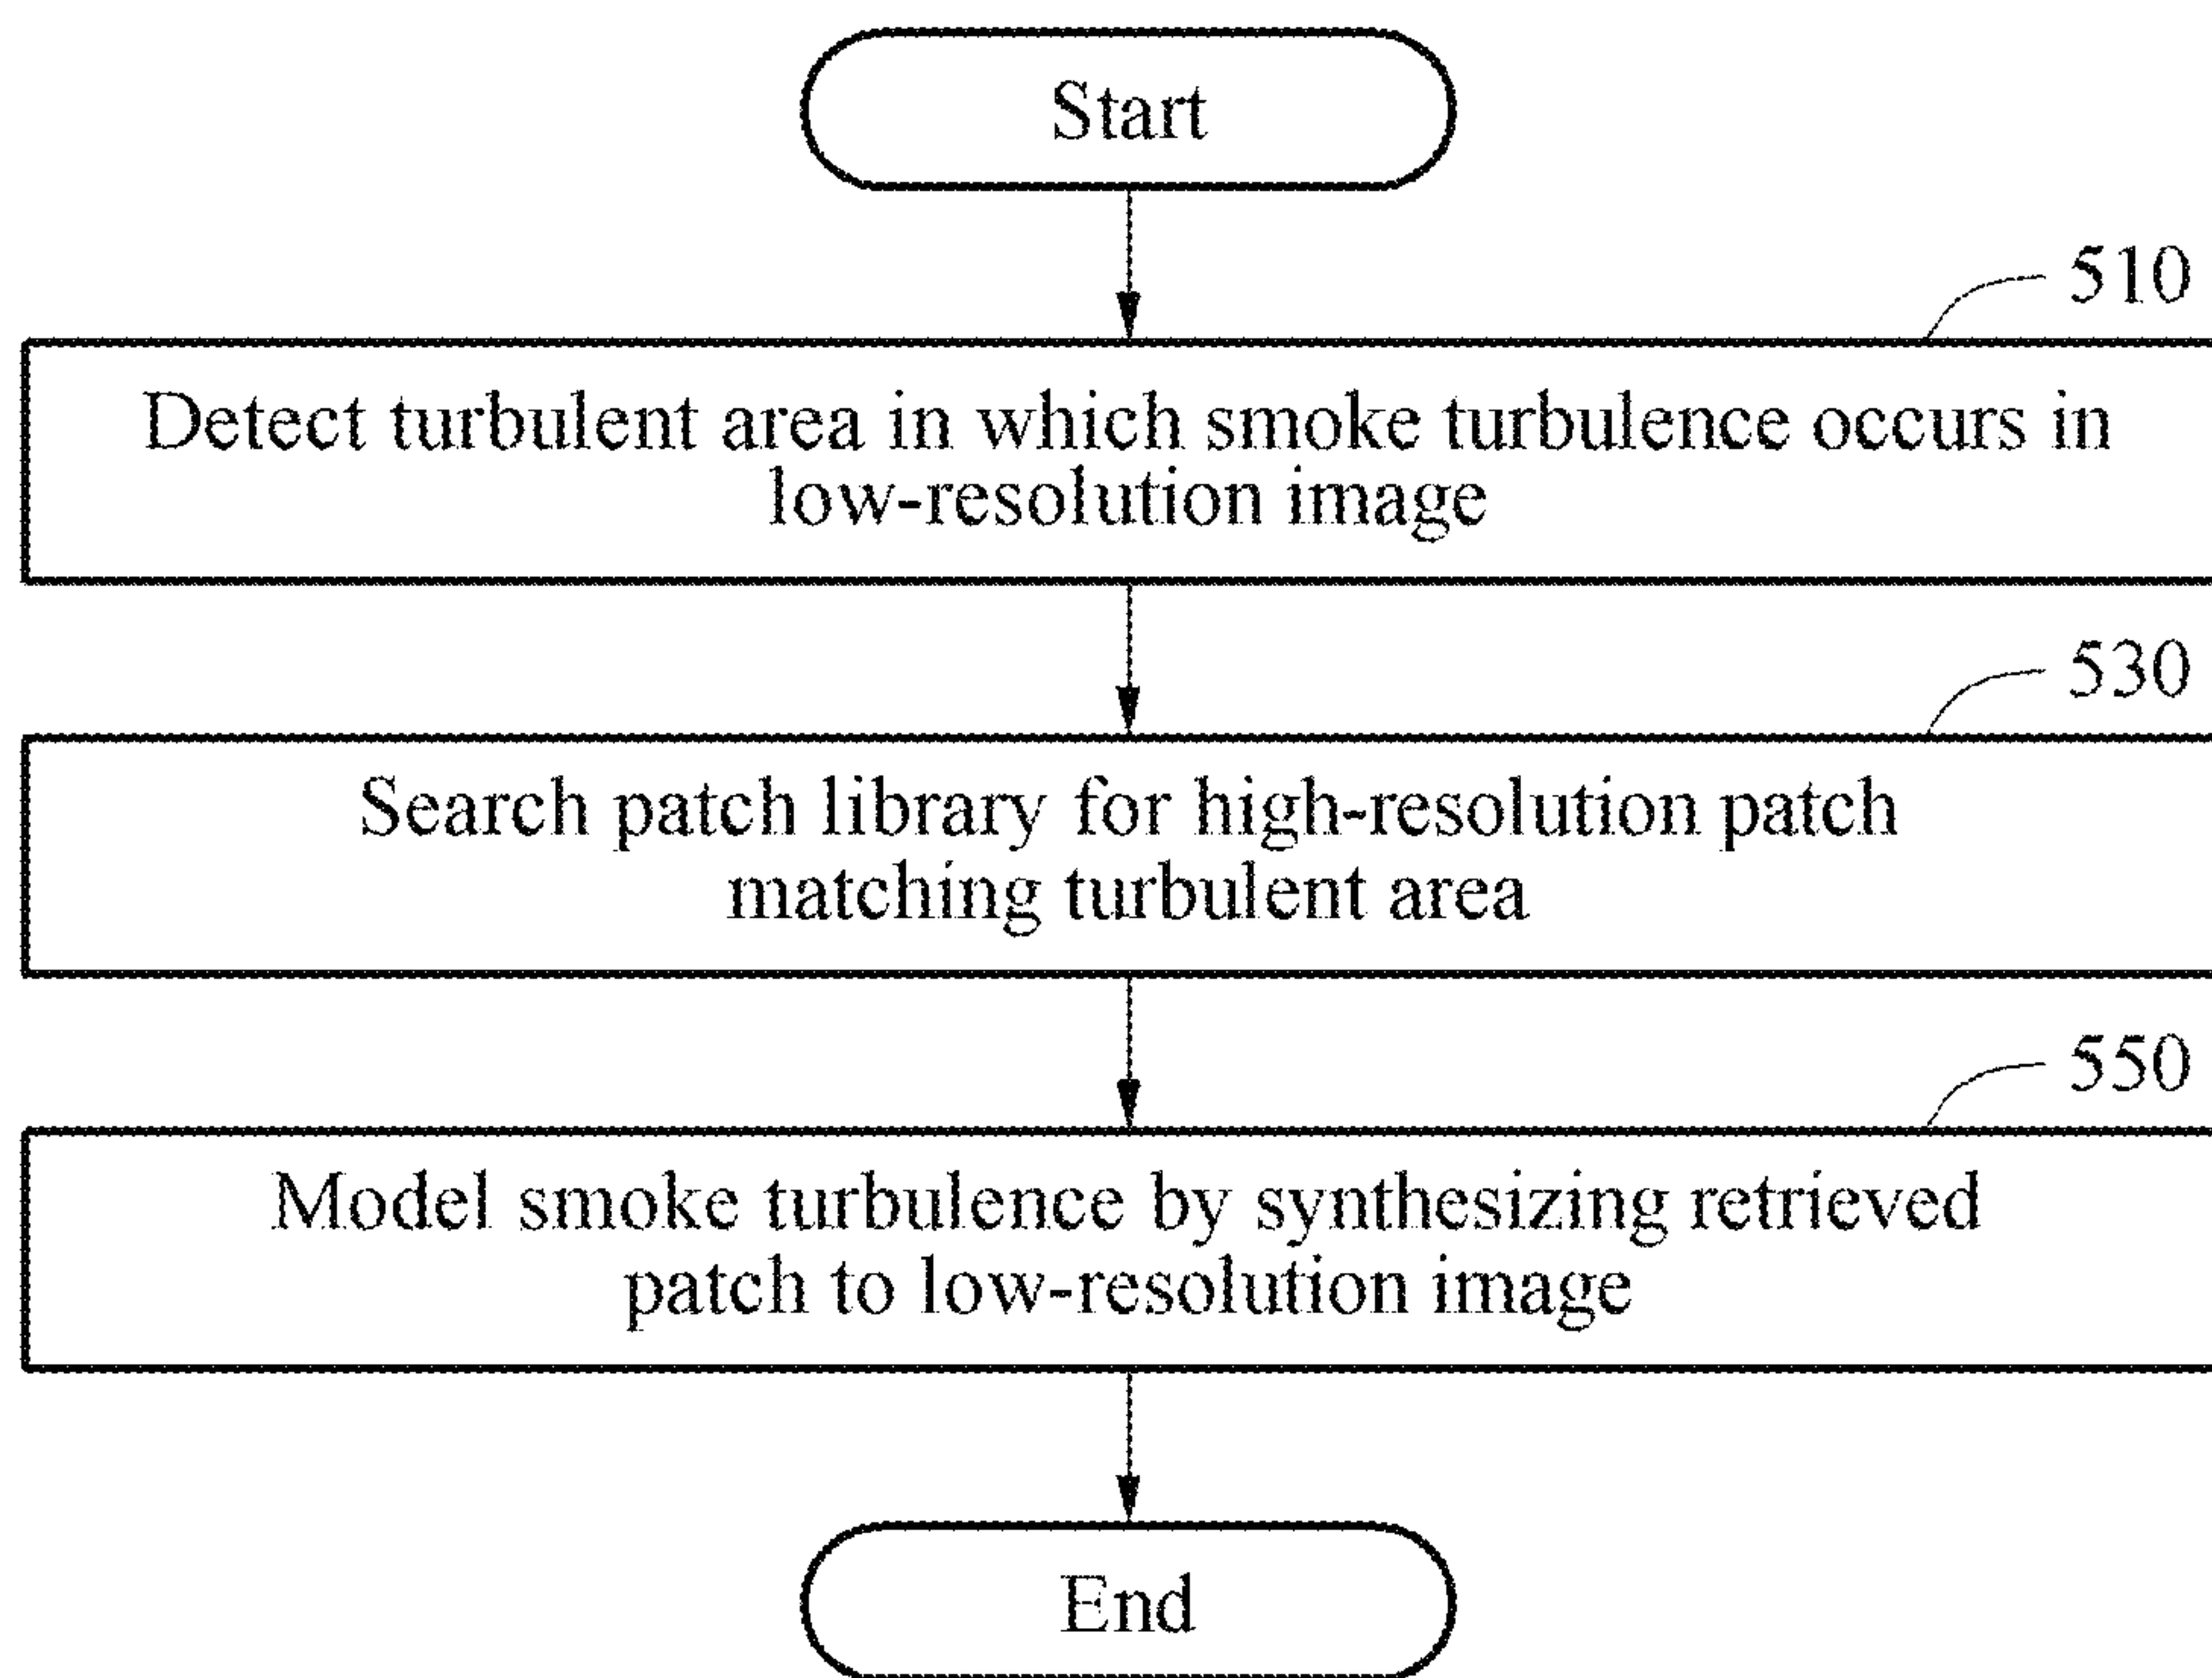 Start
510
Detect turbulent area in which smoke turbulence occurs in
low-resolution image
530
Search patch library for high-resolution patch
matching turbulent area
550
Model smoke turbulence by synthesizing retrieved
patch to low-resolution image
End